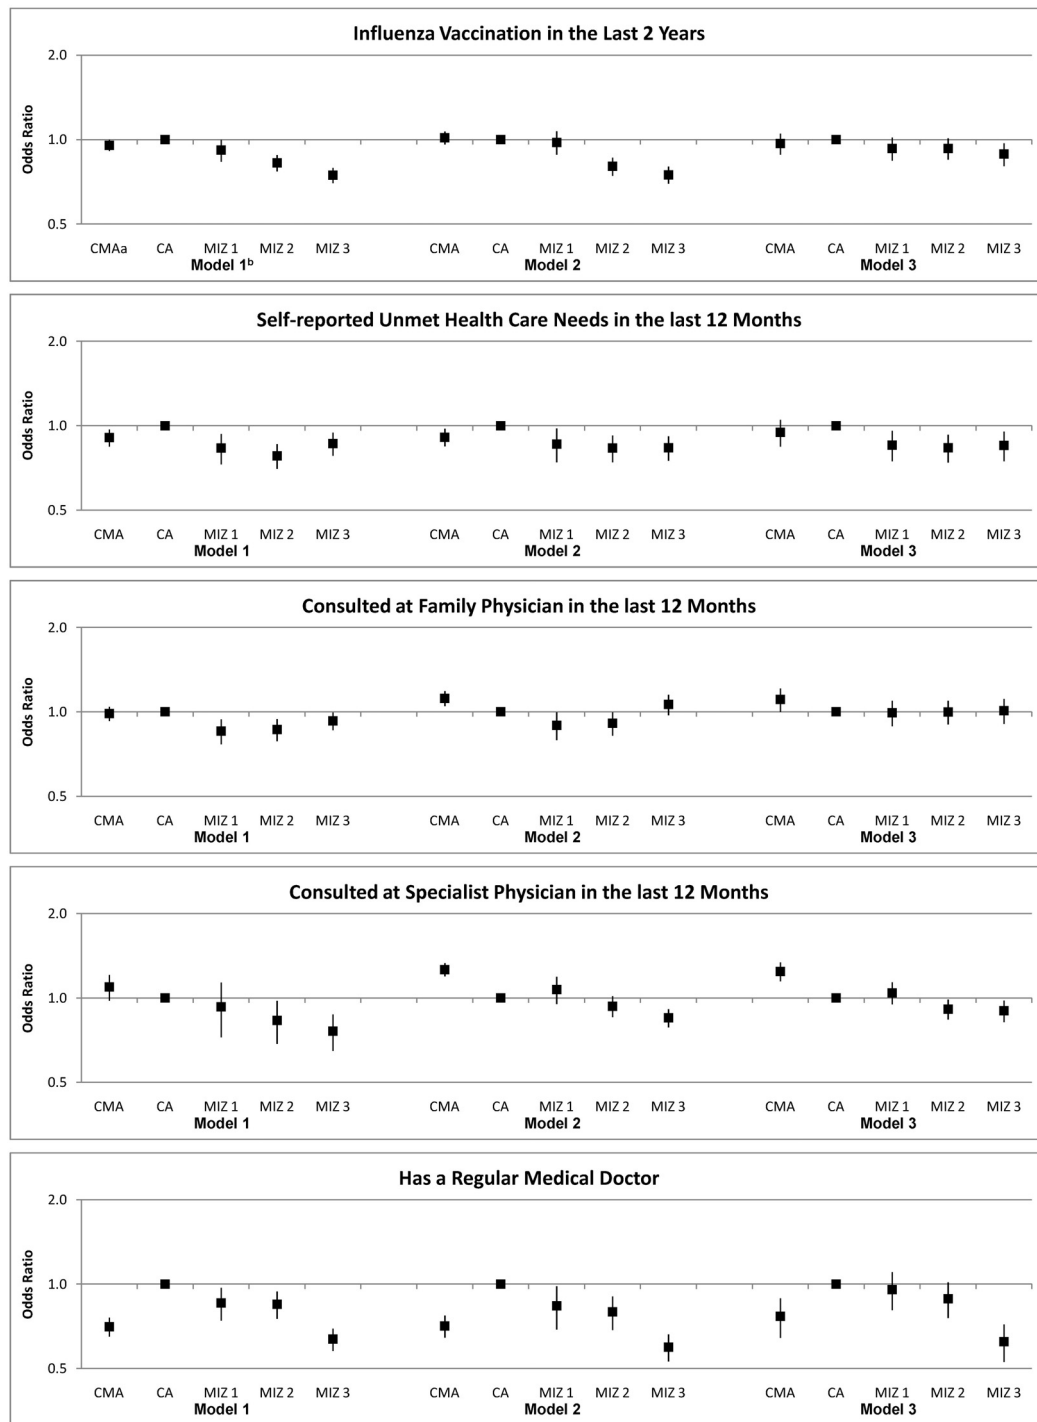 Influenza Vaccination in the Last 2 Years
2.0
1.0
0.5
Odds Ratio
CMAa CA MIZ 1 MIZ 2 MIZ 3 CMA CA MIZ 1 MIZ 2 MIZ 3 CMA CA MIZ 1 MIZ 2 MIZ 3
Model 1ᵇ Model 2 Model 3
Self-reported Unmet Health Care Needs in the last 12 Months
2.0
1.0
0.5
Odds Ratio
CMA CA MIZ 1 MIZ 2 MIZ 3 CMA CA MIZ 1 MIZ 2 MIZ 3 CMA CA MIZ 1 MIZ 2 MIZ 3
Model 1 Model 2 Model 3
Consulted at Family Physician in the last 12 Months
2.0
1.0
0.5
Odds Ratio
CMA CA MIZ 1 MIZ 2 MIZ 3 CMA CA MIZ 1 MIZ 2 MIZ 3 CMA CA MIZ 1 MIZ 2 MIZ 3
Model 1 Model 2 Model 3
Consulted at Specialist Physician in the last 12 Months
2.0
1.0
0.5
Odds Ratio
CMA CA MIZ 1 MIZ 2 MIZ 3 CMA CA MIZ 1 MIZ 2 MIZ 3 CMA CA MIZ 1 MIZ 2 MIZ 3
Model 1 Model 2 Model 3
Has a Regular Medical Doctor
2.0
1.0
0.5
Odds Ratio
CMA CA MIZ 1 MIZ 2 MIZ 3 CMA CA MIZ 1 MIZ 2 MIZ 3 CMA CA MIZ 1 MIZ 2 MIZ 3
Model 1 Model 2 Model 3